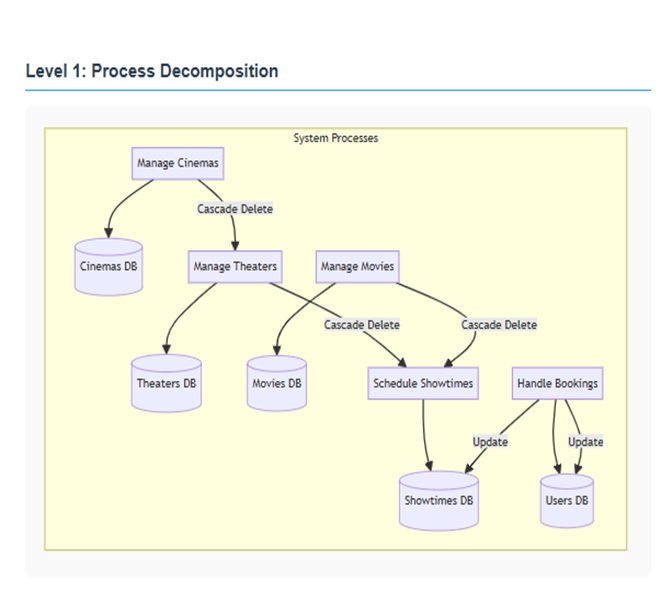 Level 1: Process Decomposition
System Processes
Manage Cinemas
Cascade Delete
Cinemas DB
Manage Theaters
Manage Movies
Cascade Delete
Cascade Delete
Theaters DB
Movies DB
Schedule Showtimes
Handle Bookings
Update
Update
Showtimes DB
Users DB